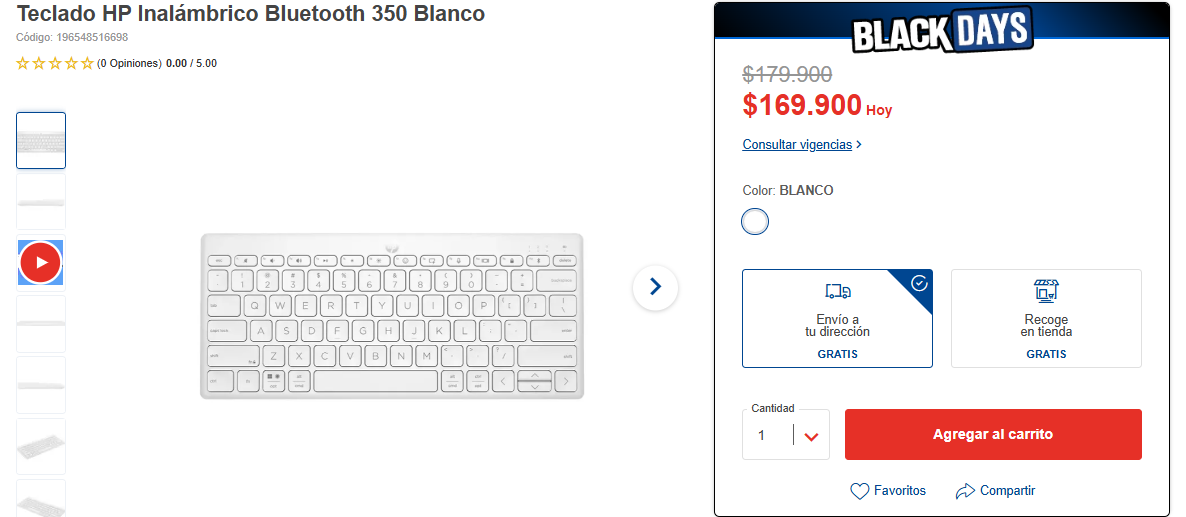 Teclado HP Inalámbrico Bluetooth 350 Blanco
Código: 196548516698
(0 Opiniones) 0.00 / 5.00
BLACK DAYS
$179.900
$169.900 Hoy
Consultar vigencias
Color: BLANCO
Envío a
tu dirección
GRATIS
Recoge
en tienda
GRATIS
Cantidad
1
Agregar al carrito
Favoritos
Compartir
Q W E R T Y U I O P
A S D F G H J K L
Z X C V B N M